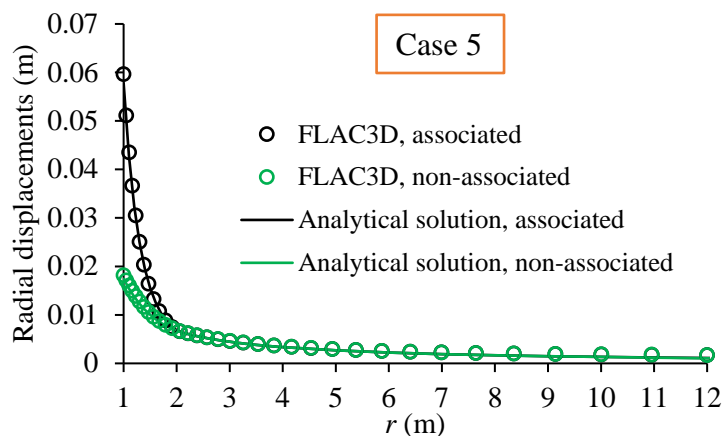 0.07
Case 5
0.06
0.05
FLAC3D, associated
0.04
FLAC3D, non-associated
0.03
Analytical solution, associated
0.02
Analytical solution, non-associated
0.01
0
Radial displacements (m)
1 2 3 4 5 6 7 8 9 10 11 12
r (m)